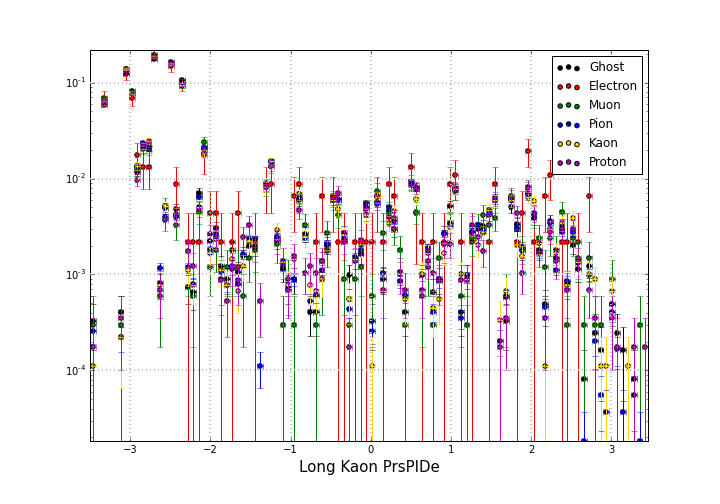 10⁻¹
10⁻²
10⁻³
10⁻⁴
Ghost
Electron
Muon
Pion
Kaon
Proton
−3 −2 −1 0 1 2 3
Long Kaon PrsPIDe